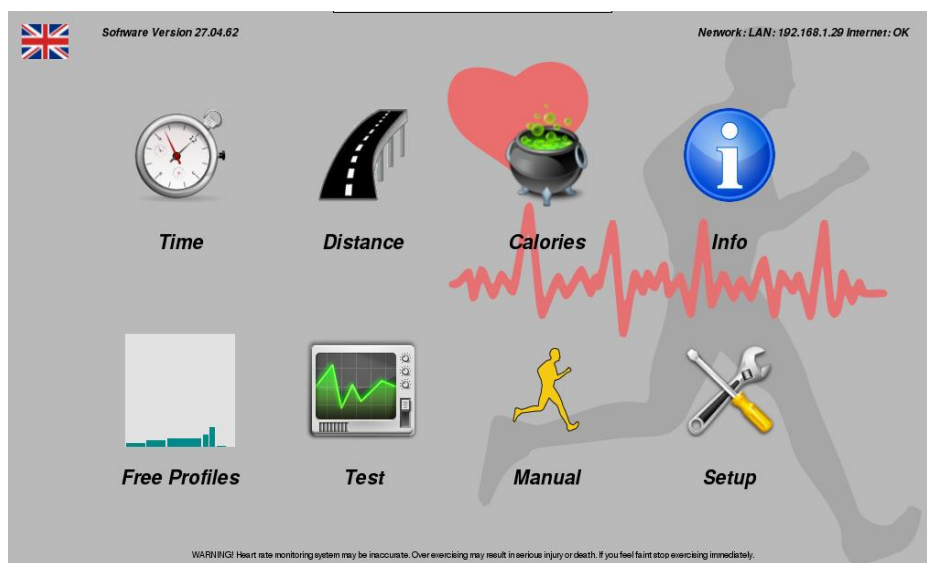 Software Version 27.04.62
Network: LAN: 192.168.1.29 Internet: OK
Time
Distance
Calories
Info
Free Profiles
Test
Manual
Setup
WARNING! Heart rate monitoring system may be inaccurate. Over exercising may result in serious injury or death. If you feel faint stop exercising immediately.